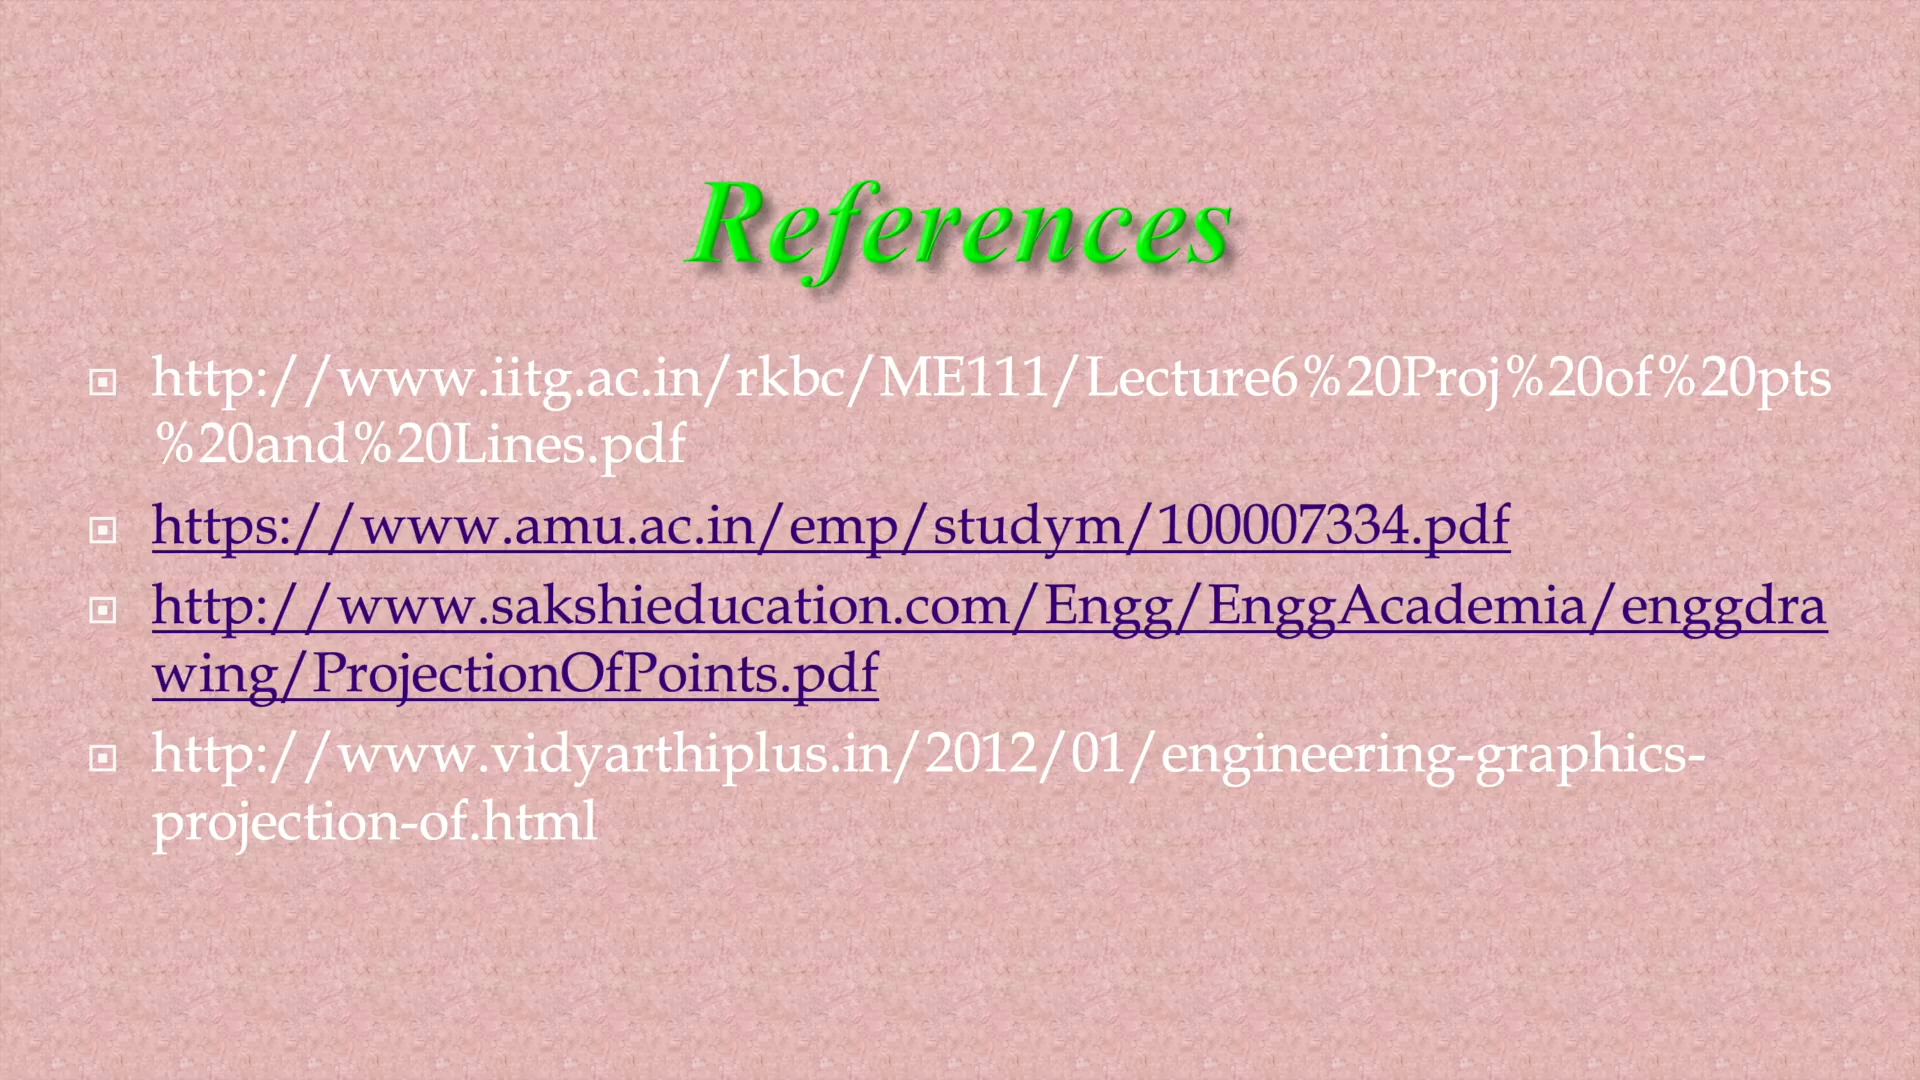 References
http://www.iitg.ac.in/rkbc/ME111/Lecture6%20Proj%20of%20pts
%20and%20Lines.pdf
https://www.amu.ac.in/emp/studym/100007334.pdf
http://www.sakshieducation.com/Engg/EnggAcademia/enggdra
wing/ProjectionOfPoints.pdf
http://www.vidyarthiplus.in/2012/01/engineering-graphics-
projection-of.html